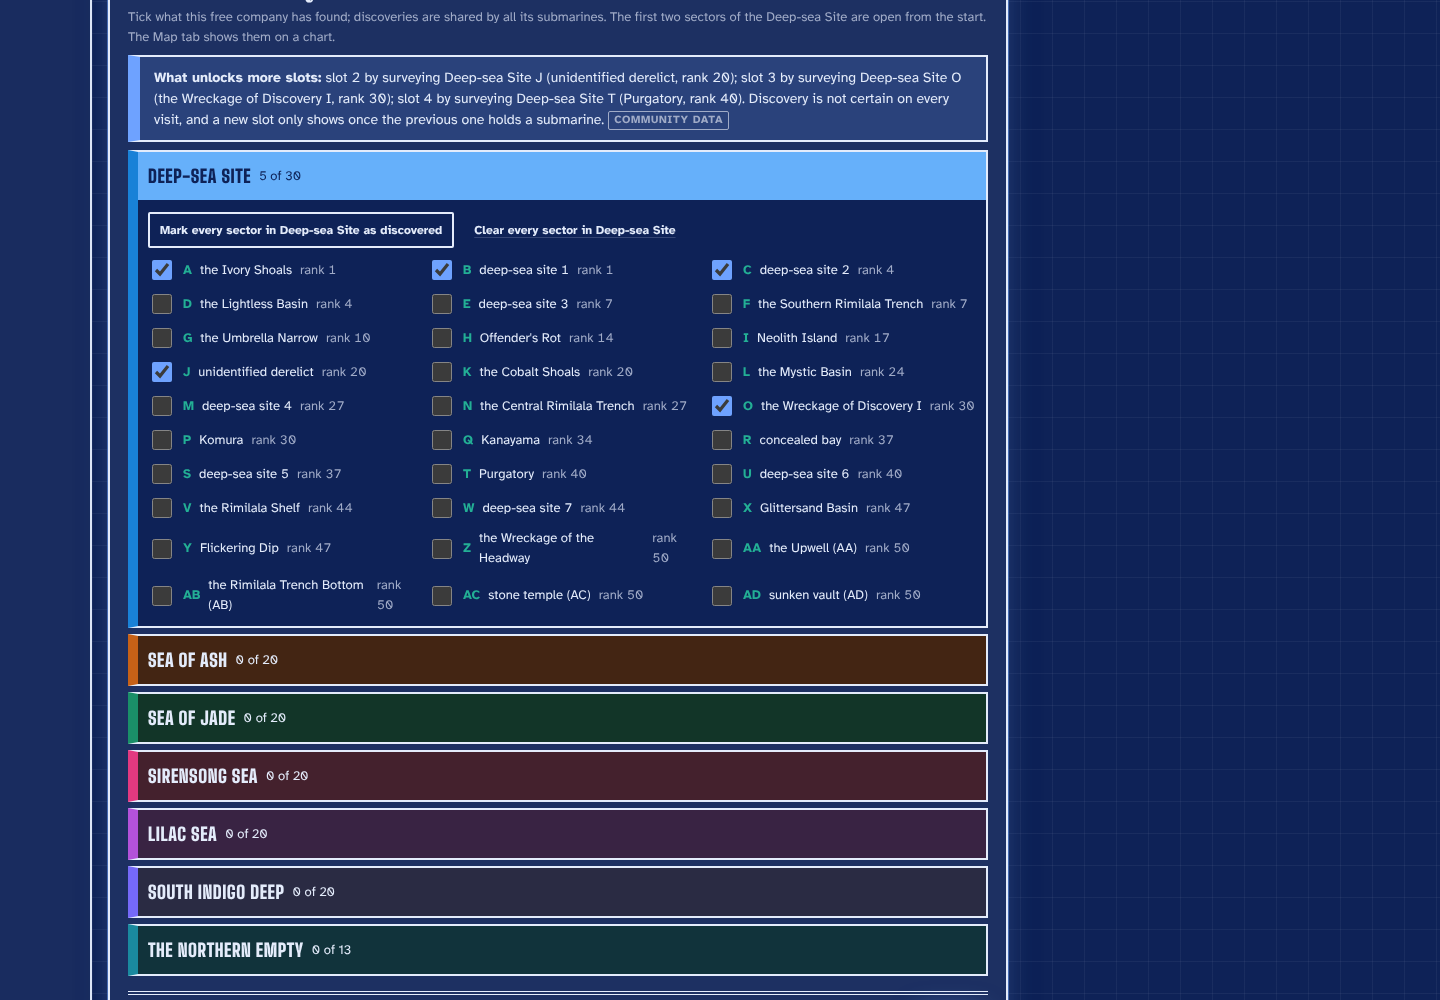 Tick what this free company has found; discoveries are shared by all its submarines. The first two sectors of the Deep-sea Site are open from the start.
The Map tab shows them on a chart.
What unlocks more slots: slot 2 by surveying Deep-sea Site J (unidentified derelict, rank 20); slot 3 by surveying Deep-sea Site O
(the Wreckage of Discovery I, rank 30); slot 4 by surveying Deep-sea Site T (Purgatory, rank 40). Discovery is not certain on every
visit, and a new slot only shows once the previous one holds a submarine. COMMUNITY DATA
DEEP-SEA SITE 5 of 30
Mark every sector in Deep-sea Site as discovered Clear every sector in Deep-sea Site
A the Ivory Shoals rank 1 B deep-sea site 1 rank 1 C deep-sea site 2 rank 4
D the Lightless Basin rank 4 E deep-sea site 3 rank 7 F the Southern Rimilala Trench rank 7
G the Umbrella Narrow rank 10 H Offender's Rot rank 14 I Neolith Island rank 17
J unidentified derelict rank 20 K the Cobalt Shoals rank 20 L the Mystic Basin rank 24
M deep-sea site 4 rank 27 N the Central Rimilala Trench rank 27 O the Wreckage of Discovery I rank 30
P Komura rank 30 Q Kanayama rank 34 R concealed bay rank 37
S deep-sea site 5 rank 37 T Purgatory rank 40 U deep-sea site 6 rank 40
V the Rimilala Shelf rank 44 W deep-sea site 7 rank 44 X Glittersand Basin rank 47
Y Flickering Dip rank 47 Z the Wreckage of the Headway rank 50 AA the Upwell (AA) rank 50
AB the Rimilala Trench Bottom (AB) rank 50 AC stone temple (AC) rank 50 AD sunken vault (AD) rank 50
SEA OF ASH 0 of 20
SEA OF JADE 0 of 20
SIRENSONG SEA 0 of 20
LILAC SEA 0 of 20
SOUTH INDIGO DEEP 0 of 20
THE NORTHERN EMPTY 0 of 13